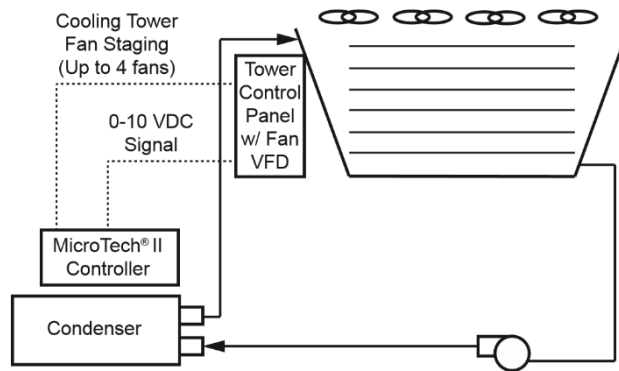 Cooling Tower
Fan Staging
(Up to 4 fans)
0-10 VDC
Signal
Tower
Control
Panel
w/ Fan
VFD
MicroTech® II
Controller
Condenser